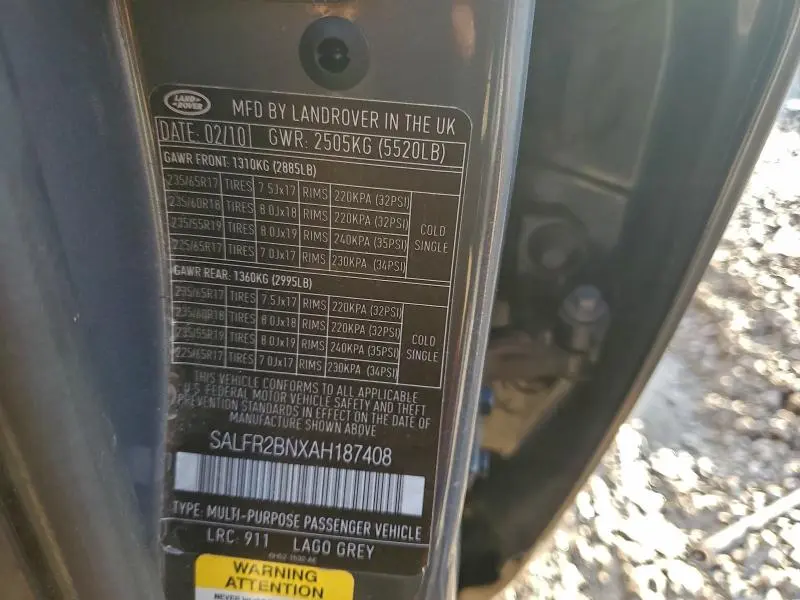 LAND ROVER
MFD BY LANDROVER IN THE UK
DATE: 02/10 GWR: 2505KG (5520LB)
GAWR FRONT: 1310KG (2885LB)
235/65R17 TIRES 7.5Jx17 RIMS 220KPA (32PSI)
235/60R18 TIRES 8.0Jx18 RIMS 220KPA (32PSI)
235/55R19 TIRES 8.0Jx19 RIMS 240KPA (35PSI)
225/65R17 TIRES 7.0Jx17 RIMS 230KPA (34PSI)
COLD
SINGLE
GAWR REAR: 1360KG (2995LB)
235/65R17 TIRES 7.5Jx17 RIMS 220KPA (32PSI)
235/60R18 TIRES 8.0Jx18 RIMS 220KPA (32PSI)
235/55R19 TIRES 8.0Jx19 RIMS 240KPA (35PSI)
225/65R17 TIRES 7.0Jx17 RIMS 230KPA (34PSI)
COLD
SINGLE
THIS VEHICLE CONFORMS TO ALL APPLICABLE
U.S. FEDERAL MOTOR VEHICLE SAFETY AND THEFT
PREVENTION STANDARDS IN EFFECT ON THE DATE OF
MANUFACTURE SHOWN ABOVE
SALFR2BNXAH187408
TYPE: MULTI-PURPOSE PASSENGER VEHICLE
LRC: 911 LAGO GREY
WARNING
ATTENTION